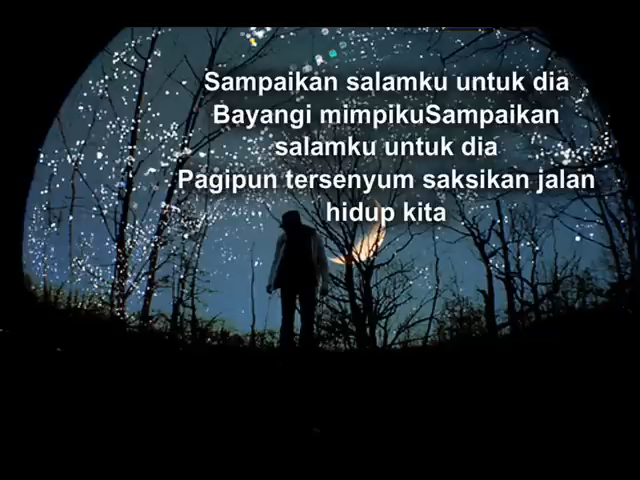 Sampaikan salamku untuk dia
Bayangi mimpikuSampaikan
salamku untuk dia
Pagipun tersenyum saksikan jalan
hidup kita